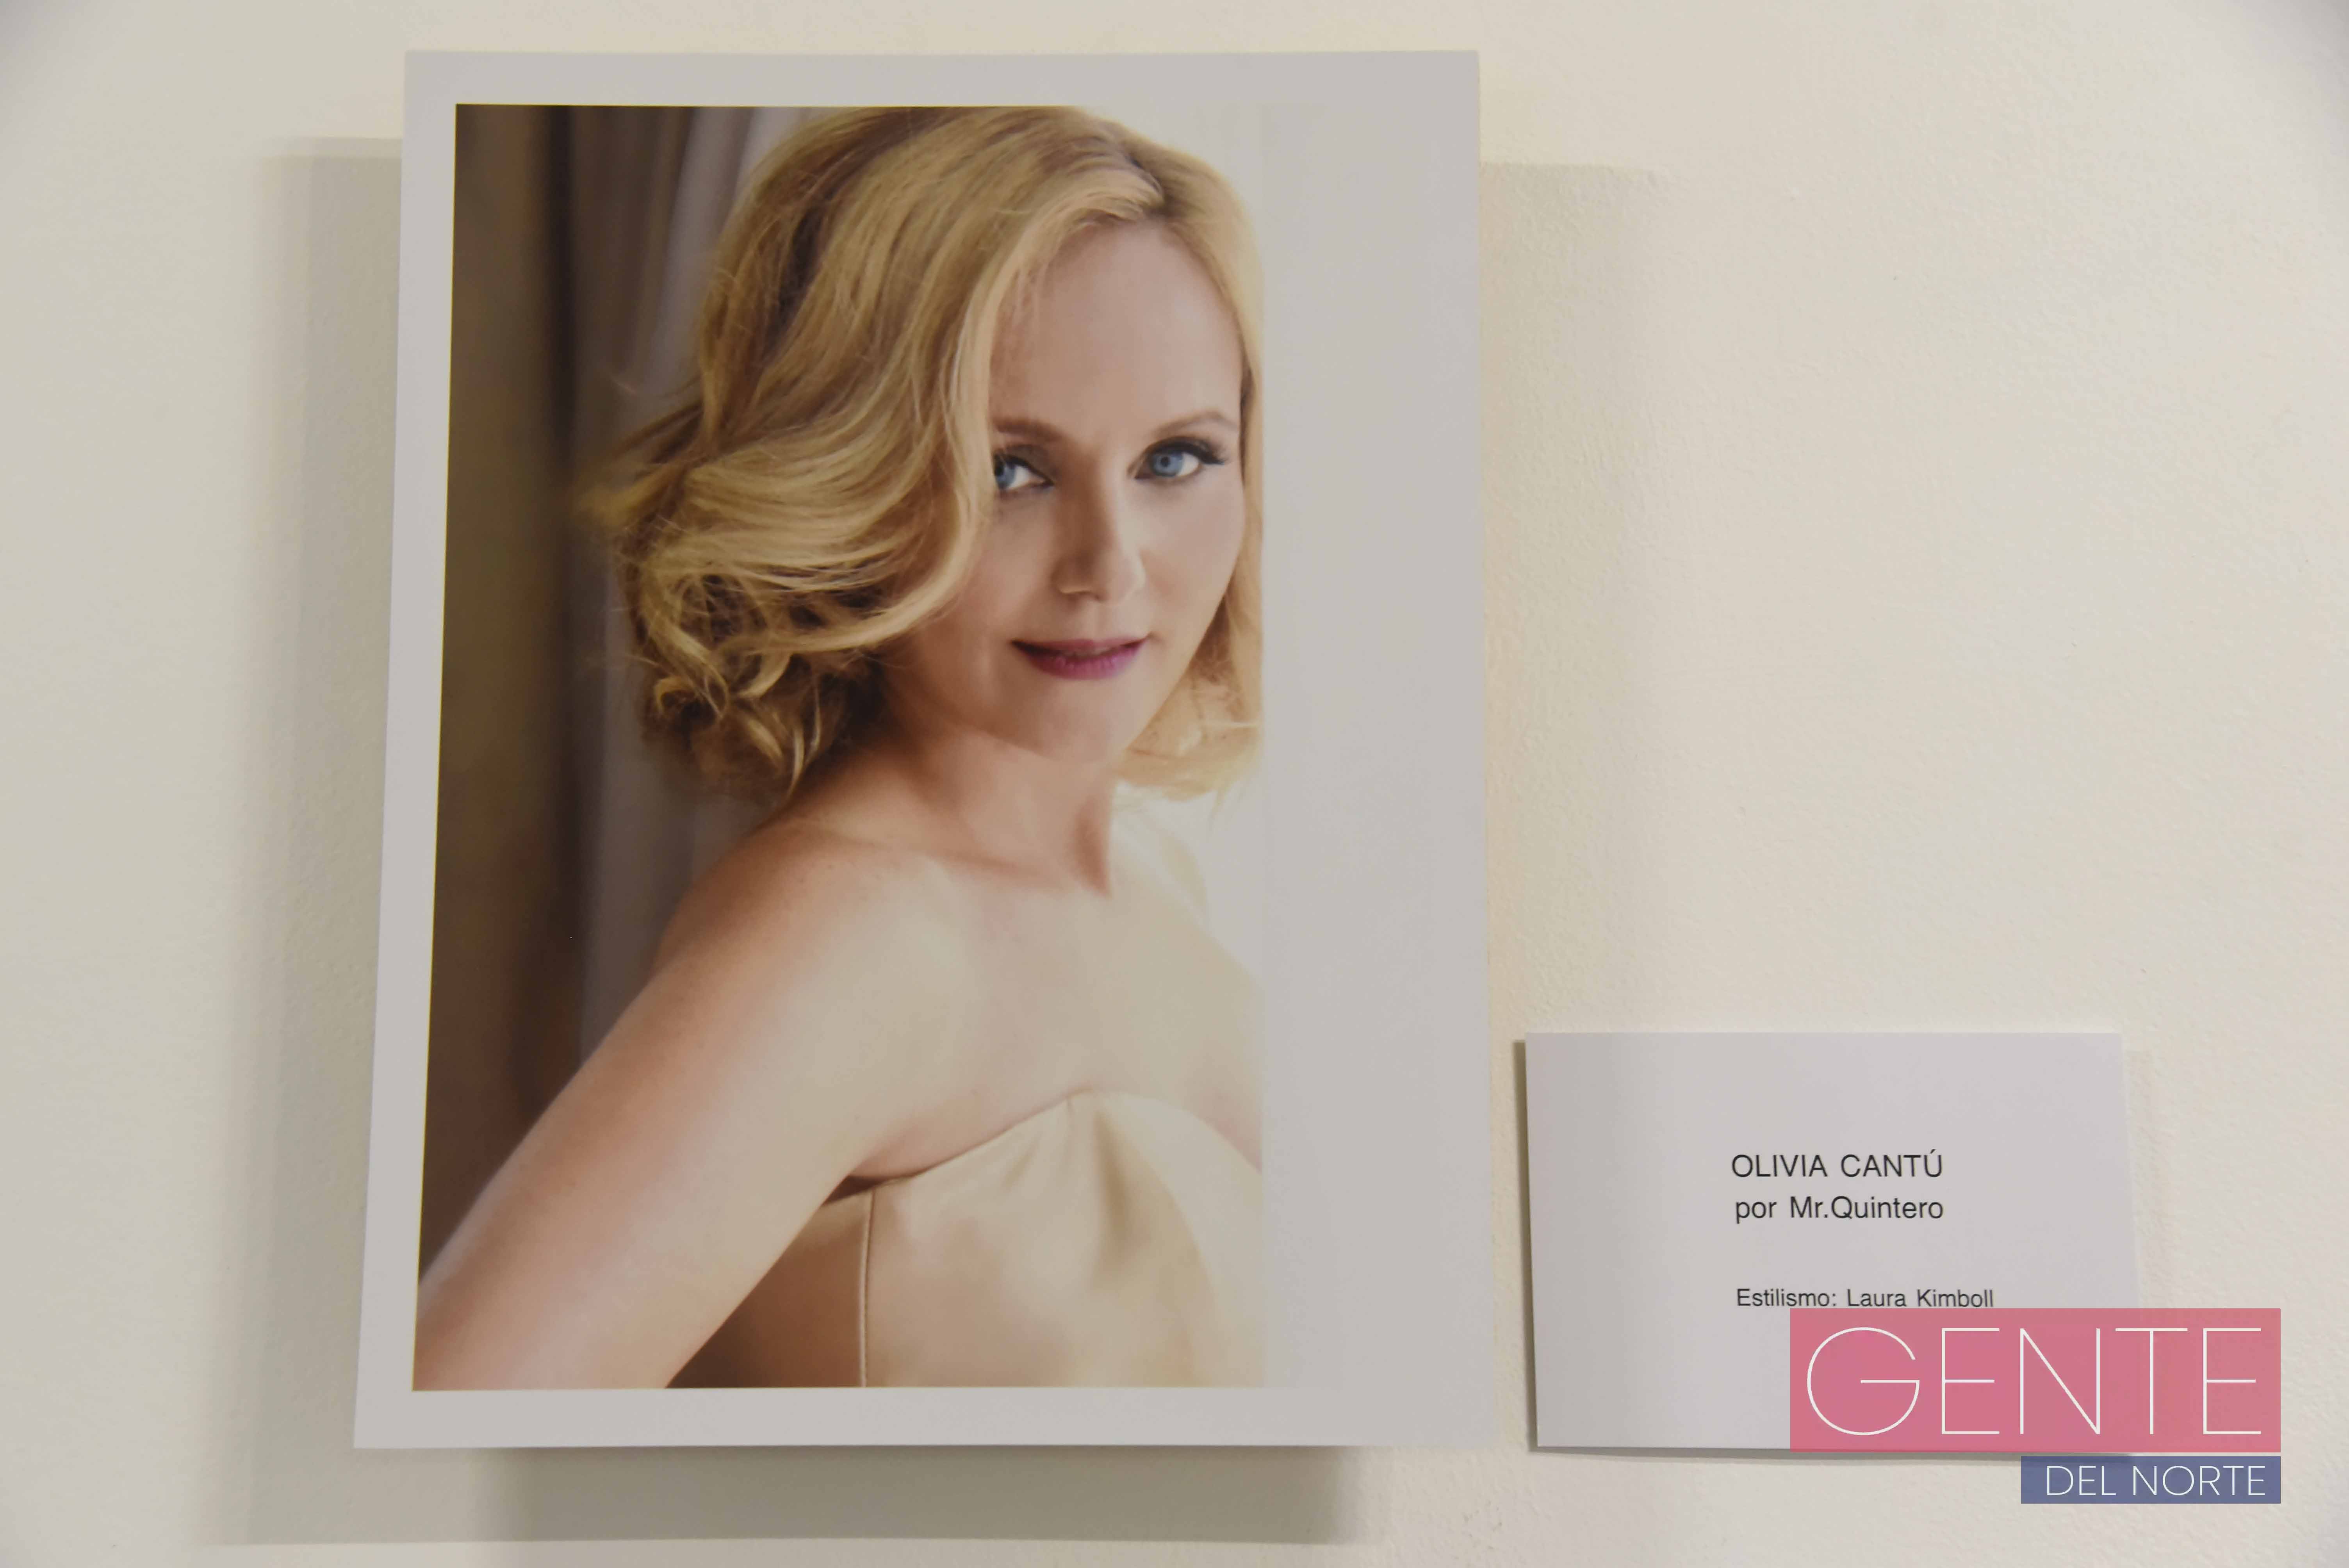 OLIVIA CANTÚ
por Mr.Quintero
Estilismo: Laura Kimboll
GENTE
DEL NORTE